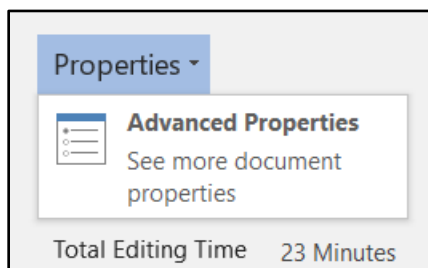 Properties
Advanced Properties
See more document
properties
Total Editing Time 23 Minutes